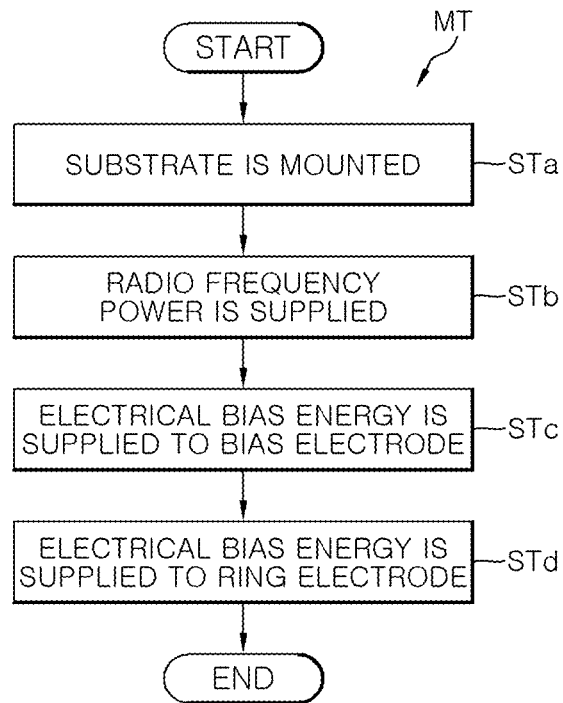 MT
START
SUBSTRATE IS MOUNTED
STa
RADIO FREQUENCY
POWER IS SUPPLIED
STb
ELECTRICAL BIAS ENERGY IS
SUPPLIED TO BIAS ELECTRODE
STc
ELECTRICAL BIAS ENERGY IS
SUPPLIED TO RING ELECTRODE
STd
END